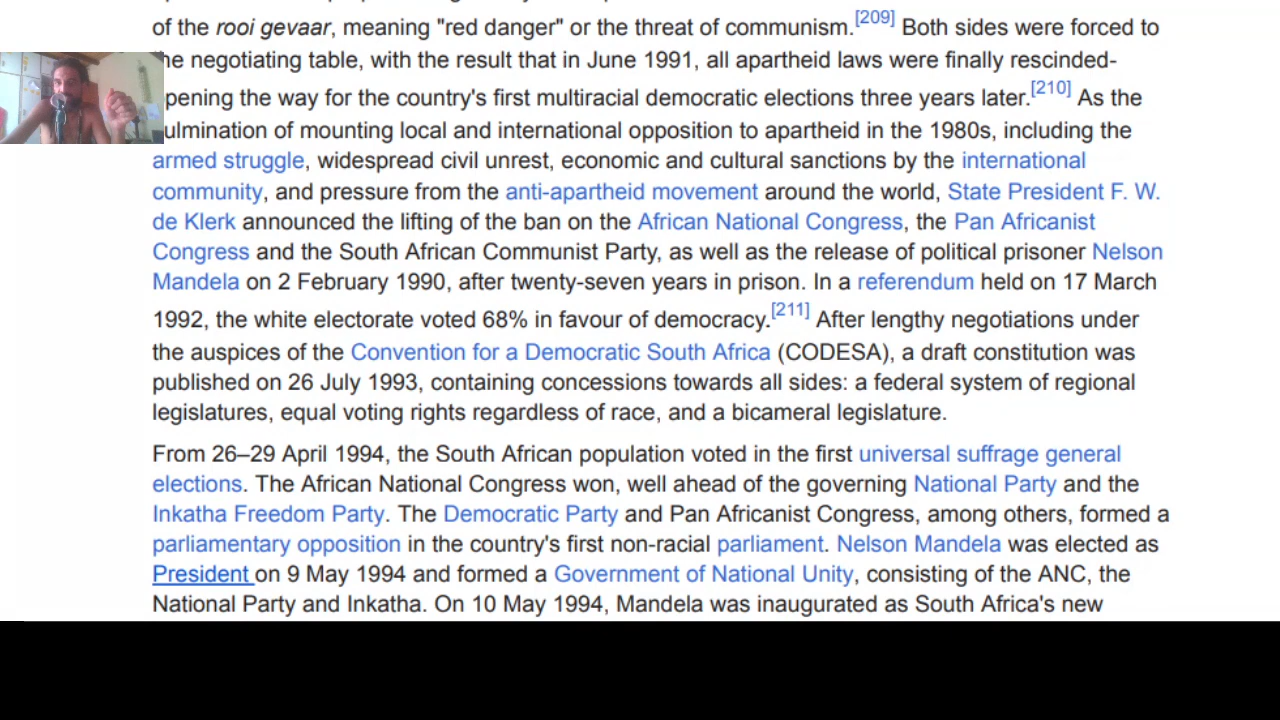 of the rooi gevaar, meaning "red danger" or the threat of communism.[209] Both sides were forced to
he negotiating table, with the result that in June 1991, all apartheid laws were finally rescinded-
pening the way for the country's first multiracial democratic elections three years later.[210] As the
ulmination of mounting local and international opposition to apartheid in the 1980s, including the
armed struggle, widespread civil unrest, economic and cultural sanctions by the international
community, and pressure from the anti-apartheid movement around the world, State President F. W.
de Klerk announced the lifting of the ban on the African National Congress, the Pan Africanist
Congress and the South African Communist Party, as well as the release of political prisoner Nelson
Mandela on 2 February 1990, after twenty-seven years in prison. In a referendum held on 17 March
1992, the white electorate voted 68% in favour of democracy.[211] After lengthy negotiations under
the auspices of the Convention for a Democratic South Africa (CODESA), a draft constitution was
published on 26 July 1993, containing concessions towards all sides: a federal system of regional
legislatures, equal voting rights regardless of race, and a bicameral legislature.
From 26–29 April 1994, the South African population voted in the first universal suffrage general
elections. The African National Congress won, well ahead of the governing National Party and the
Inkatha Freedom Party. The Democratic Party and Pan Africanist Congress, among others, formed a
parliamentary opposition in the country's first non-racial parliament. Nelson Mandela was elected as
President on 9 May 1994 and formed a Government of National Unity, consisting of the ANC, the
National Party and Inkatha. On 10 May 1994, Mandela was inaugurated as South Africa's new